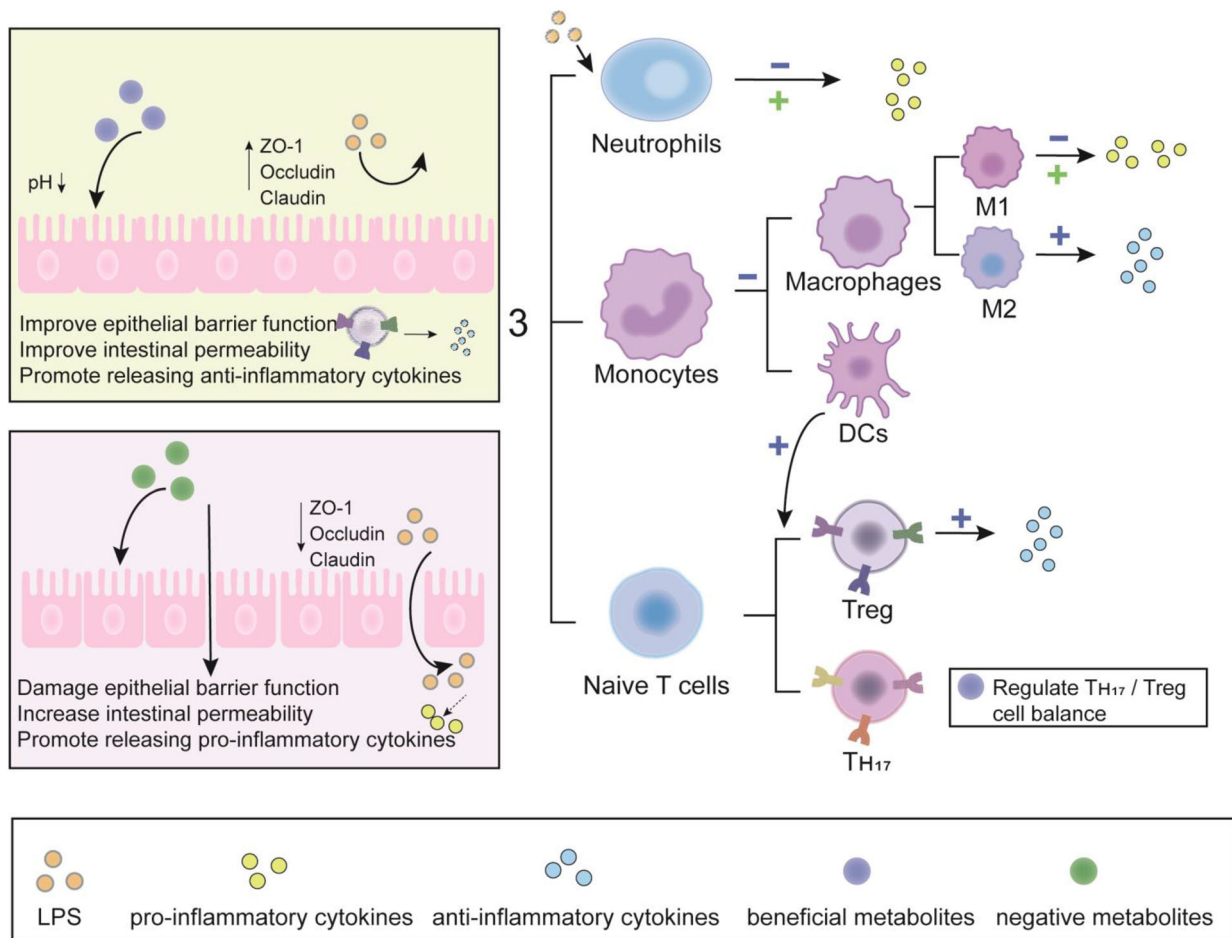 pH ↓
ZO-1
Occludin
Claudin
Improve epithelial barrier function
Improve intestinal permeability
Promote releasing anti-inflammatory cytokines
ZO-1
Occludin
Claudin
Damage epithelial barrier function
Increase intestinal permeability
Promote releasing pro-inflammatory cytokines
3
Neutrophils
−
+
Monocytes
−
Macrophages
M1
−
+
M2
+
DCs
+
Naive T cells
Treg
+
TH17
Regulate TH17 / Treg
cell balance
LPS
pro-inflammatory cytokines
anti-inflammatory cytokines
beneficial metabolites
negative metabolites